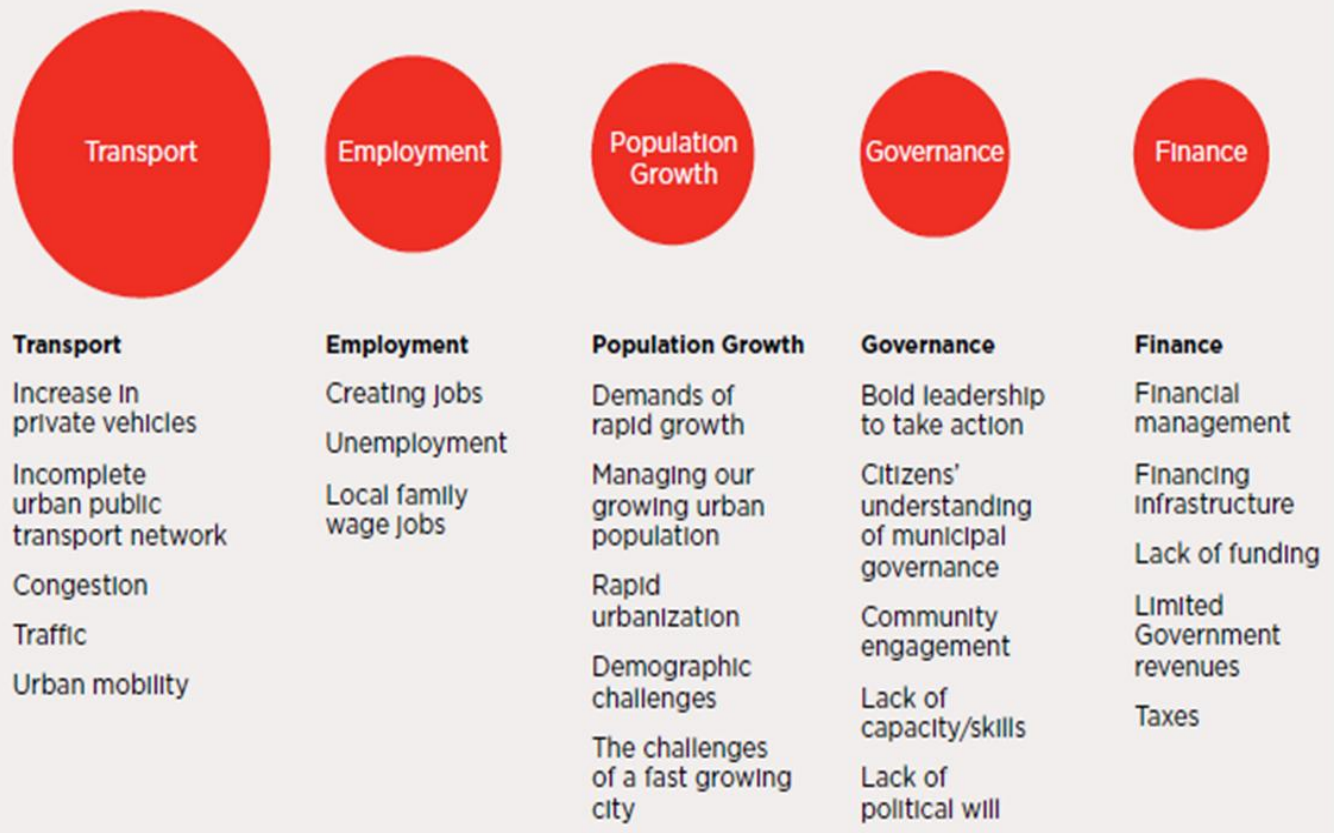 Transport
Employment
Population
Growth
Governance
Finance
Transport
Increase in
private vehicles
Incomplete
urban public
transport network
Congestion
Traffic
Urban mobility
Employment
Creating jobs
Unemployment
Local family
wage jobs
Population Growth
Demands of
rapid growth
Managing our
growing urban
population
Rapid
urbanization
Demographic
challenges
The challenges
of a fast growing
city
Governance
Bold leadership
to take action
Citizens’
understanding
of municipal
governance
Community
engagement
Lack of
capacity/skills
Lack of
political will
Finance
Financial
management
Financing
infrastructure
Lack of funding
Limited
Government
revenues
Taxes